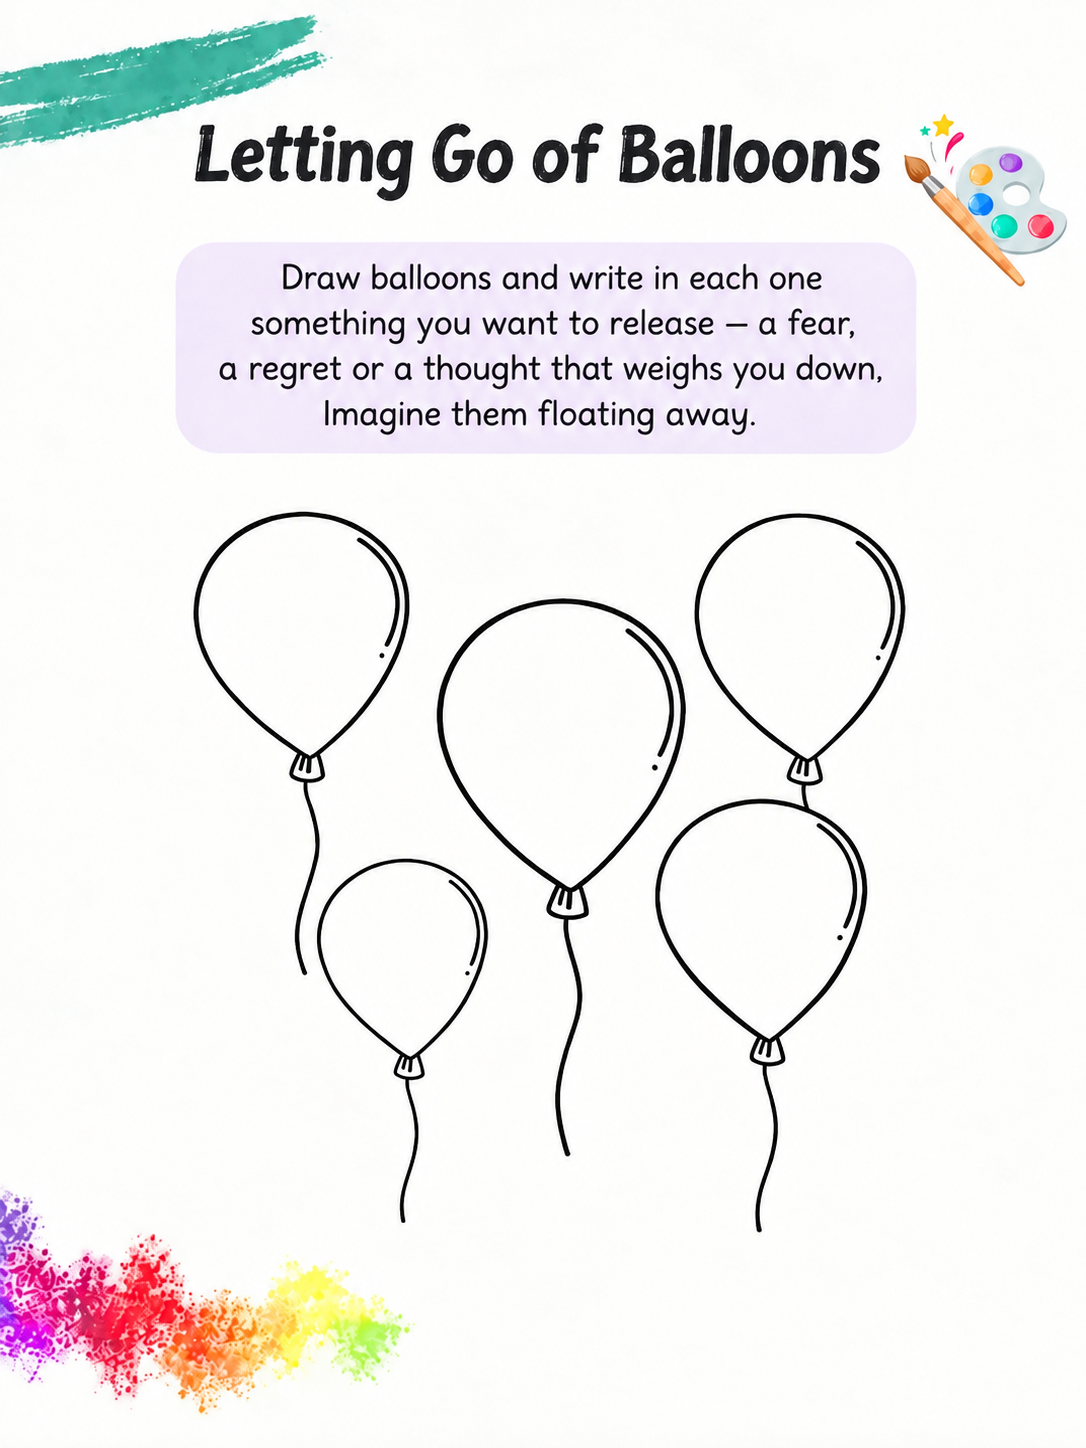 Letting Go of Balloons
Draw balloons and write in each one
something you want to release – a fear,
a regret or a thought that weighs you down,
Imagine them floating away.